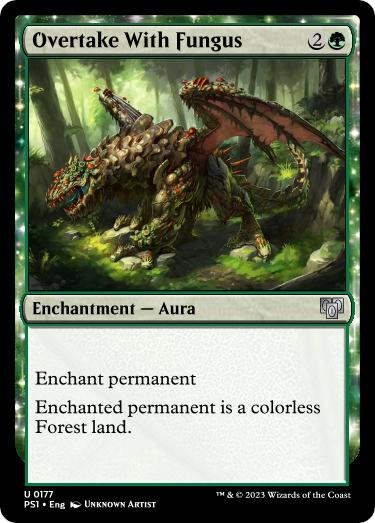 Overtake With Fungus 2
Enchantment — Aura
Enchant permanent
Enchanted permanent is a colorless
Forest land.
U 0177
PS1 • Eng Unknown Artist
™ & © 2023 Wizards of the Coast